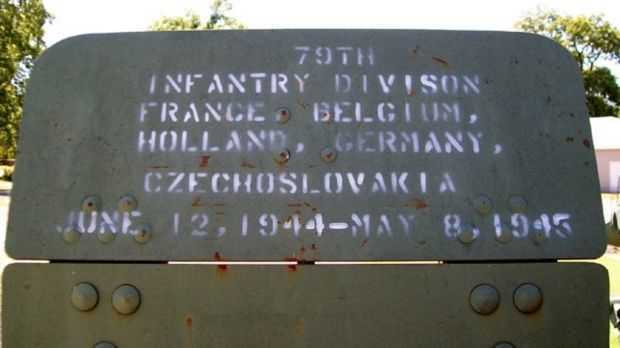 79TH
INFANTRY DIVISON
FRANCE, BELGIUM,
HOLLAND, GERMANY,
CZECHOSLOVAKIA
JUNE 12, 1944-MAY 8, 1945